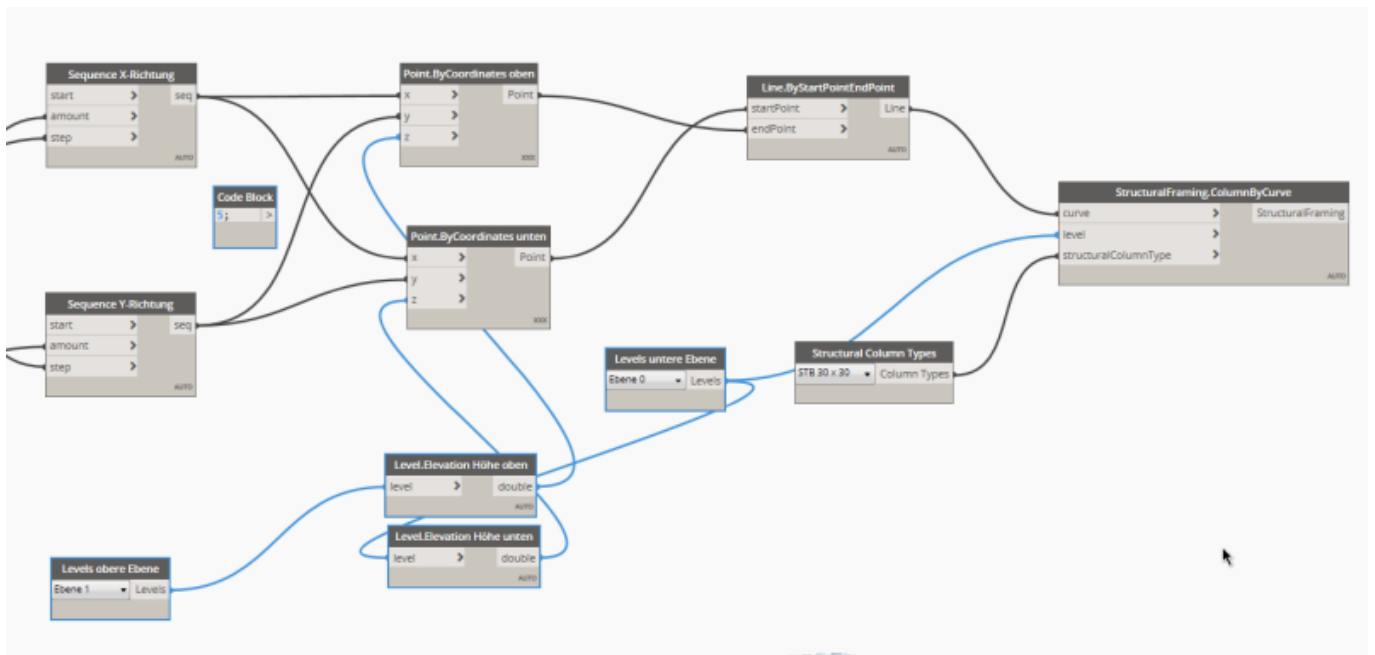 Sequence X-Richtung
start > seq
amount >
step >
AUTO
Point.ByCoordinates oben
x > Point
y >
z >
XXX
Line.ByStartPointEndPoint
startPoint > Line
endPoint >
AUTO
Code Block
5; >
StructuralFraming.ColumnByCurve
curve > StructuralFraming
level >
structuralColumnType >
AUTO
Point.ByCoordinates unten
x > Point
y >
z >
XXX
Sequence Y-Richtung
start > seq
amount >
step >
AUTO
Levels untere Ebene
Ebene 0 Levels
Structural Column Types
STB 30 x 30 Column Types
Level.Elevation Höhe oben
level > double
AUTO
Level.Elevation Höhe unten
level > double
AUTO
Levels obere Ebene
Ebene 1 Levels